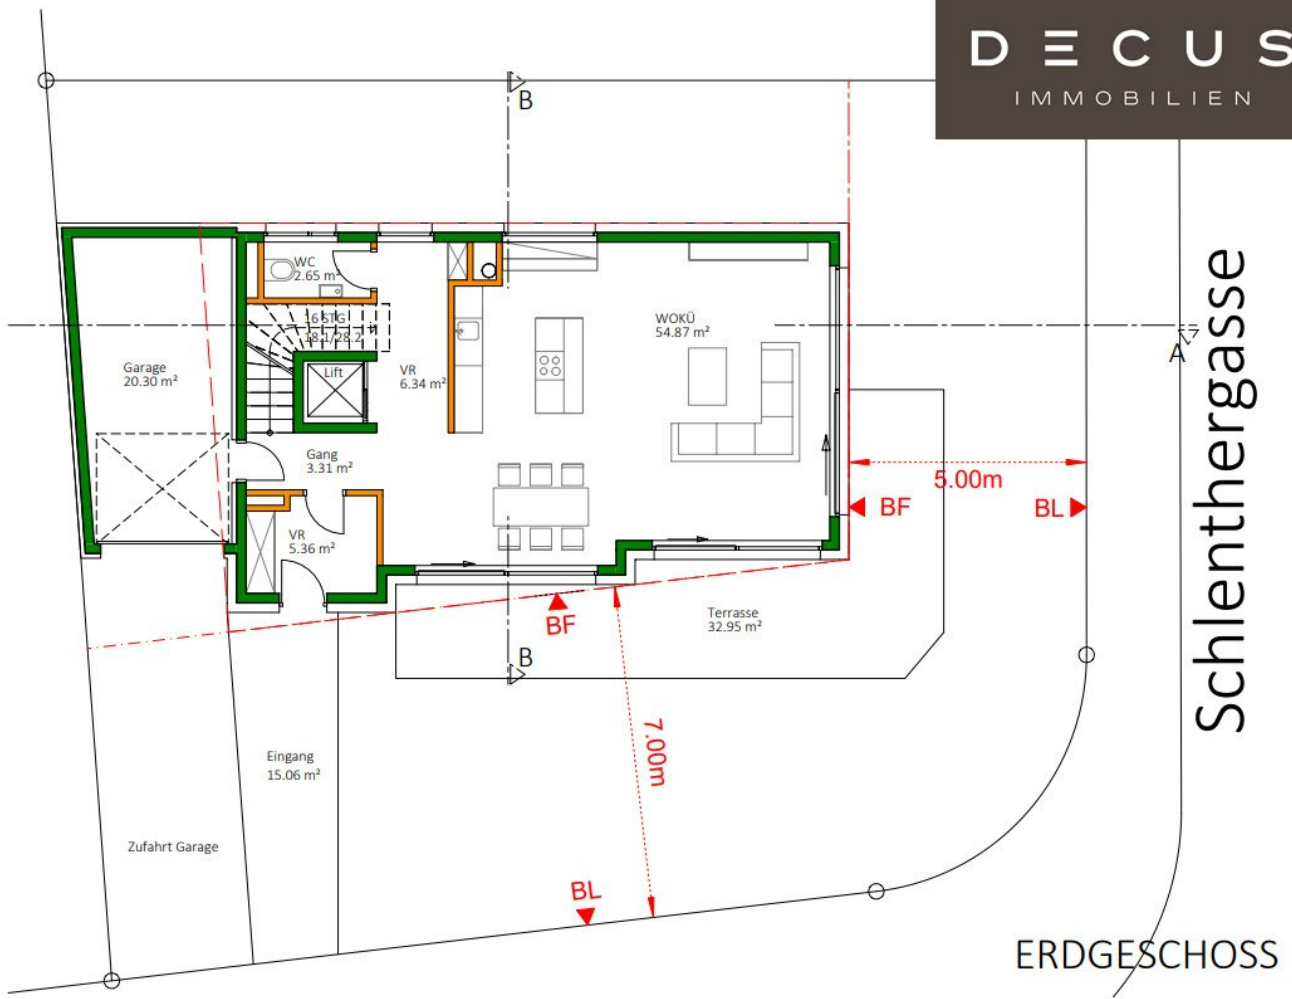 DECUS
IMMOBILIEN
B
WC
2.65 m²
16 STG
18.1/28.2
WOKÜ
54.87 m²
A
Garage
20.30 m²
Lift
VR
6.34 m²
Gang
3.31 m²
5.00m
BF
BL
VR
5.36 m²
BF
Terrasse
32.95 m²
B
7.00m
Eingang
15.06 m²
Zufahrt Garage
BL
Schlenthergasse
ERDGESCHOSS